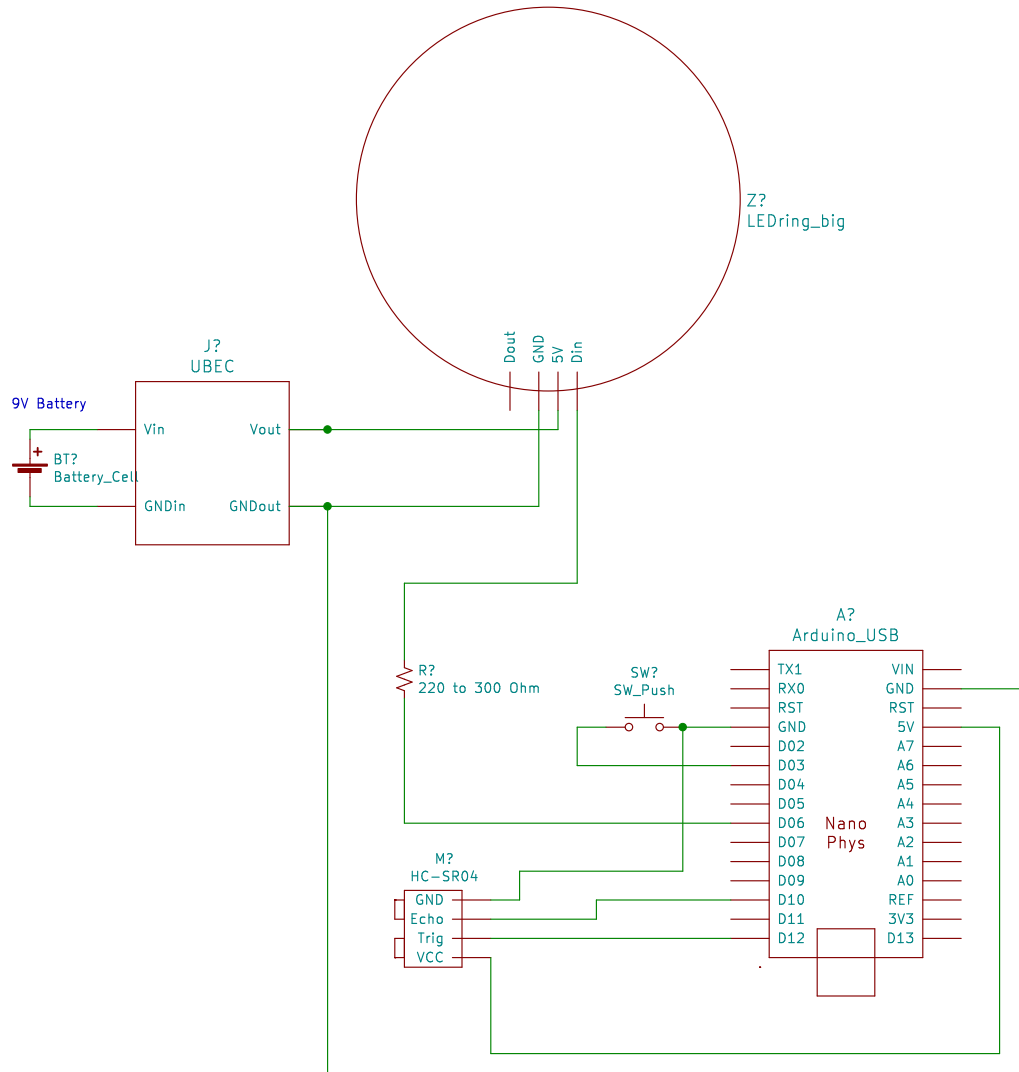 Z?
LEDring_big
Dout
GND
5V
Din
J?
UBEC
9V Battery
Vin
Vout
BT?
Battery_Cell
GNDin
GNDout
A?
Arduino_USB
R?
220 to 300 Ohm
SW?
SW_Push
TX1
RX0
RST
GND
D02
D03
D04
D05
D06
D07
D08
D09
D10
D11
D12
VIN
GND
RST
5V
A7
A6
A5
A4
A3
A2
A1
A0
REF
3V3
D13
Nano
Phys
M?
HC-SR04
GND
Echo
Trig
VCC